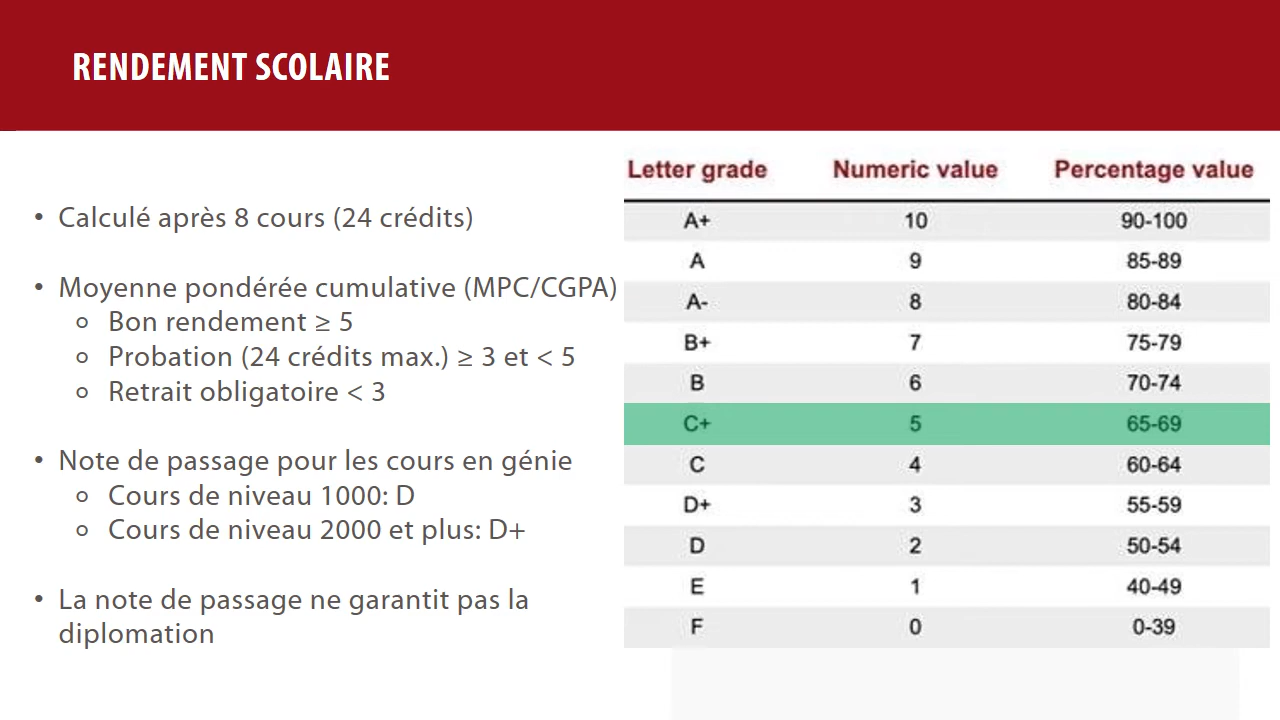 RENDEMENT SCOLAIRE
• Calculé après 8 cours (24 crédits)
• Moyenne pondérée cumulative (MPC/CGPA)
o Bon rendement ≥ 5
o Probation (24 crédits max.) ≥ 3 et < 5
o Retrait obligatoire < 3
• Note de passage pour les cours en génie
o Cours de niveau 1000: D
o Cours de niveau 2000 et plus: D+
• La note de passage ne garantit pas la
diplomation
Letter grade Numeric value Percentage value
A+ 10 90-100
A 9 85-89
A- 8 80-84
B+ 7 75-79
B 6 70-74
C+ 5 65-69
C 4 60-64
D+ 3 55-59
D 2 50-54
E 1 40-49
F 0 0-39